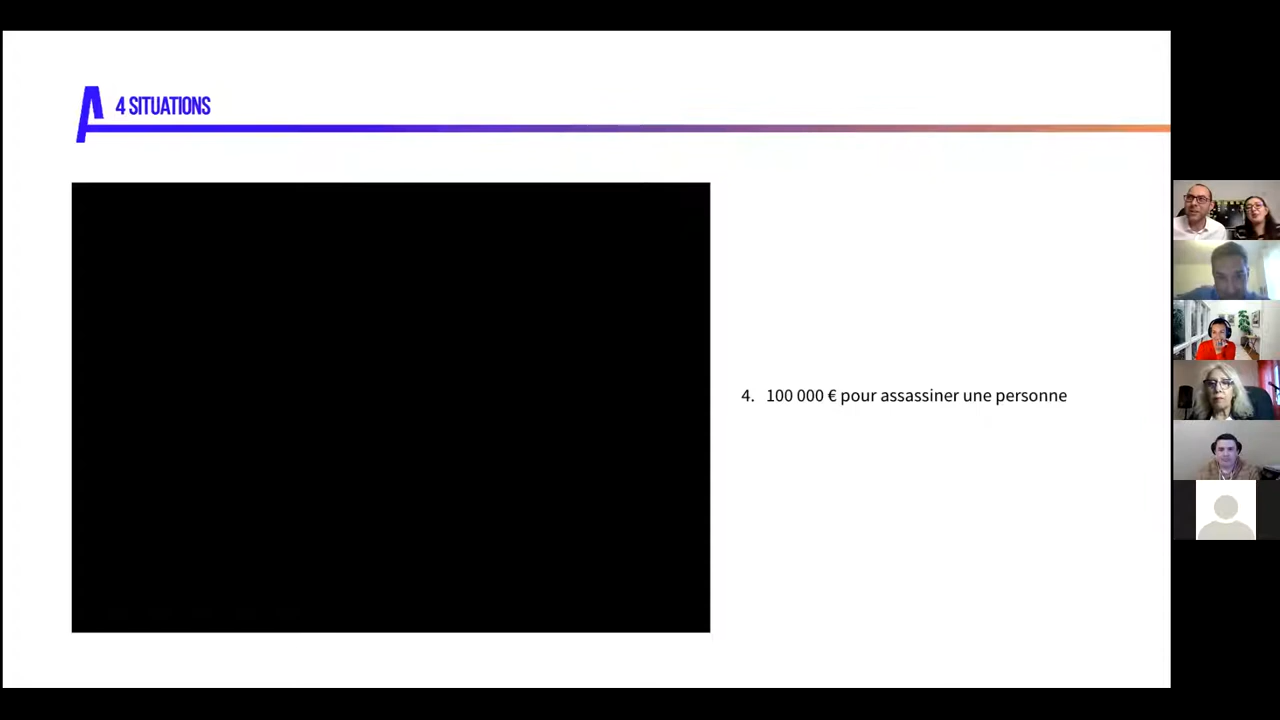 4 SITUATIONS
4. 100 000 € pour assassiner une personne